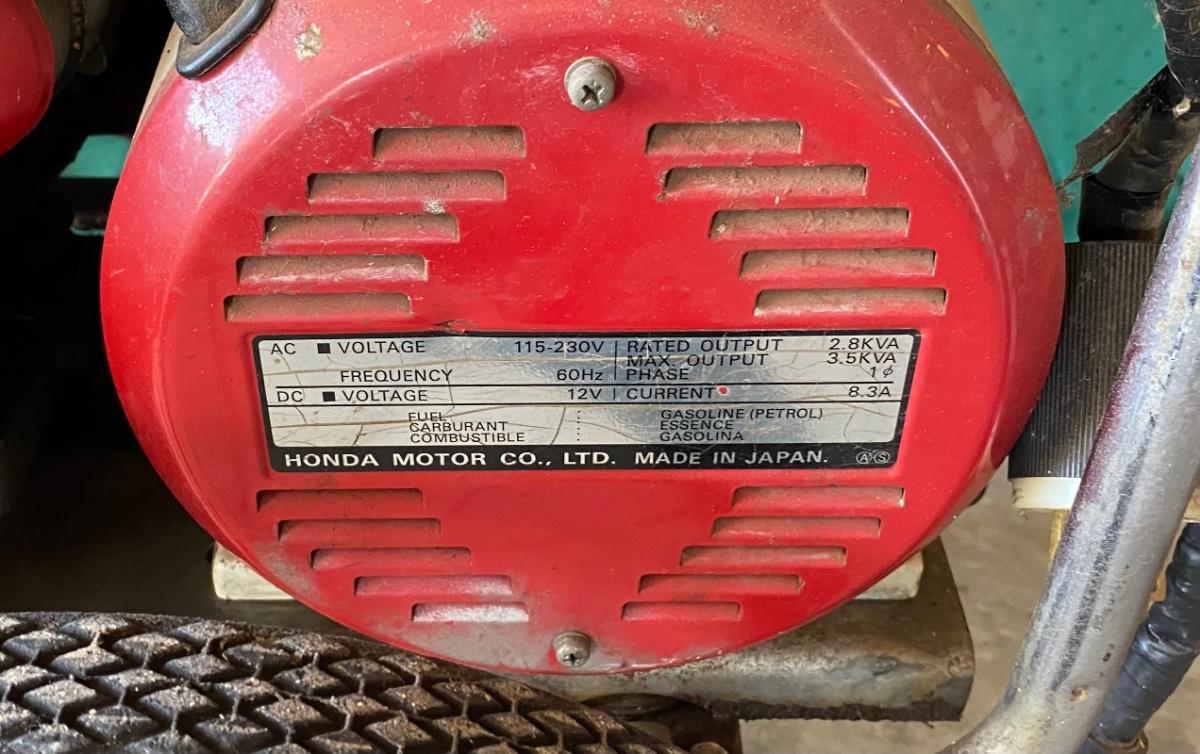 AC ■ VOLTAGE 115-230V RATED OUTPUT 2.8KVA
MAX. OUTPUT 3.5KVA
FREQUENCY 60Hz PHASE 1φ
DC ■ VOLTAGE 12V CURRENT 8.3A
FUEL : GASOLINE (PETROL)
CARBURANT : ESSENCE
COMBUSTIBLE : GASOLINA
HONDA MOTOR CO., LTD. MADE IN JAPAN. Ⓐ Ⓢ